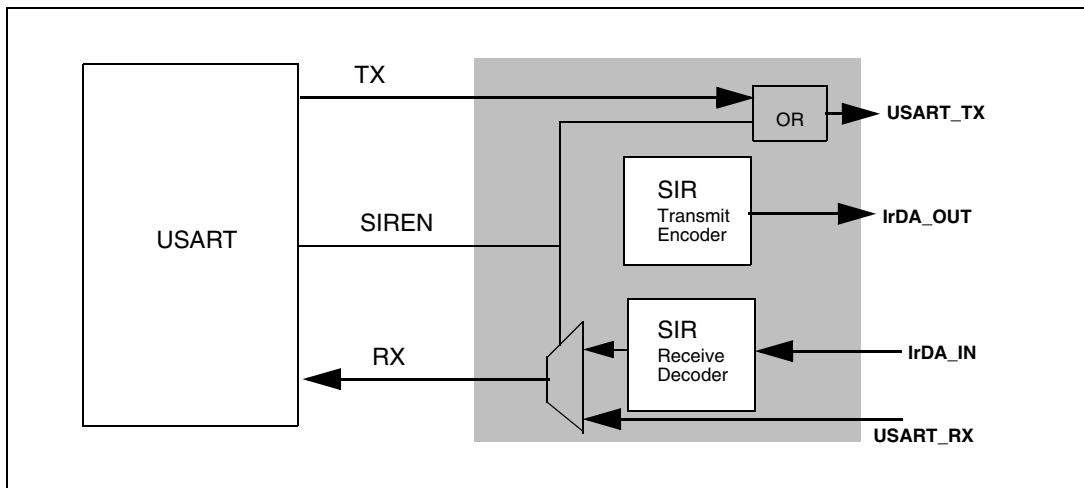 TX
OR
USART_TX
SIR
Transmit
Encoder
IrDA_OUT
USART
SIREN
SIR
Receive
Decoder
IrDA_IN
RX
USART_RX